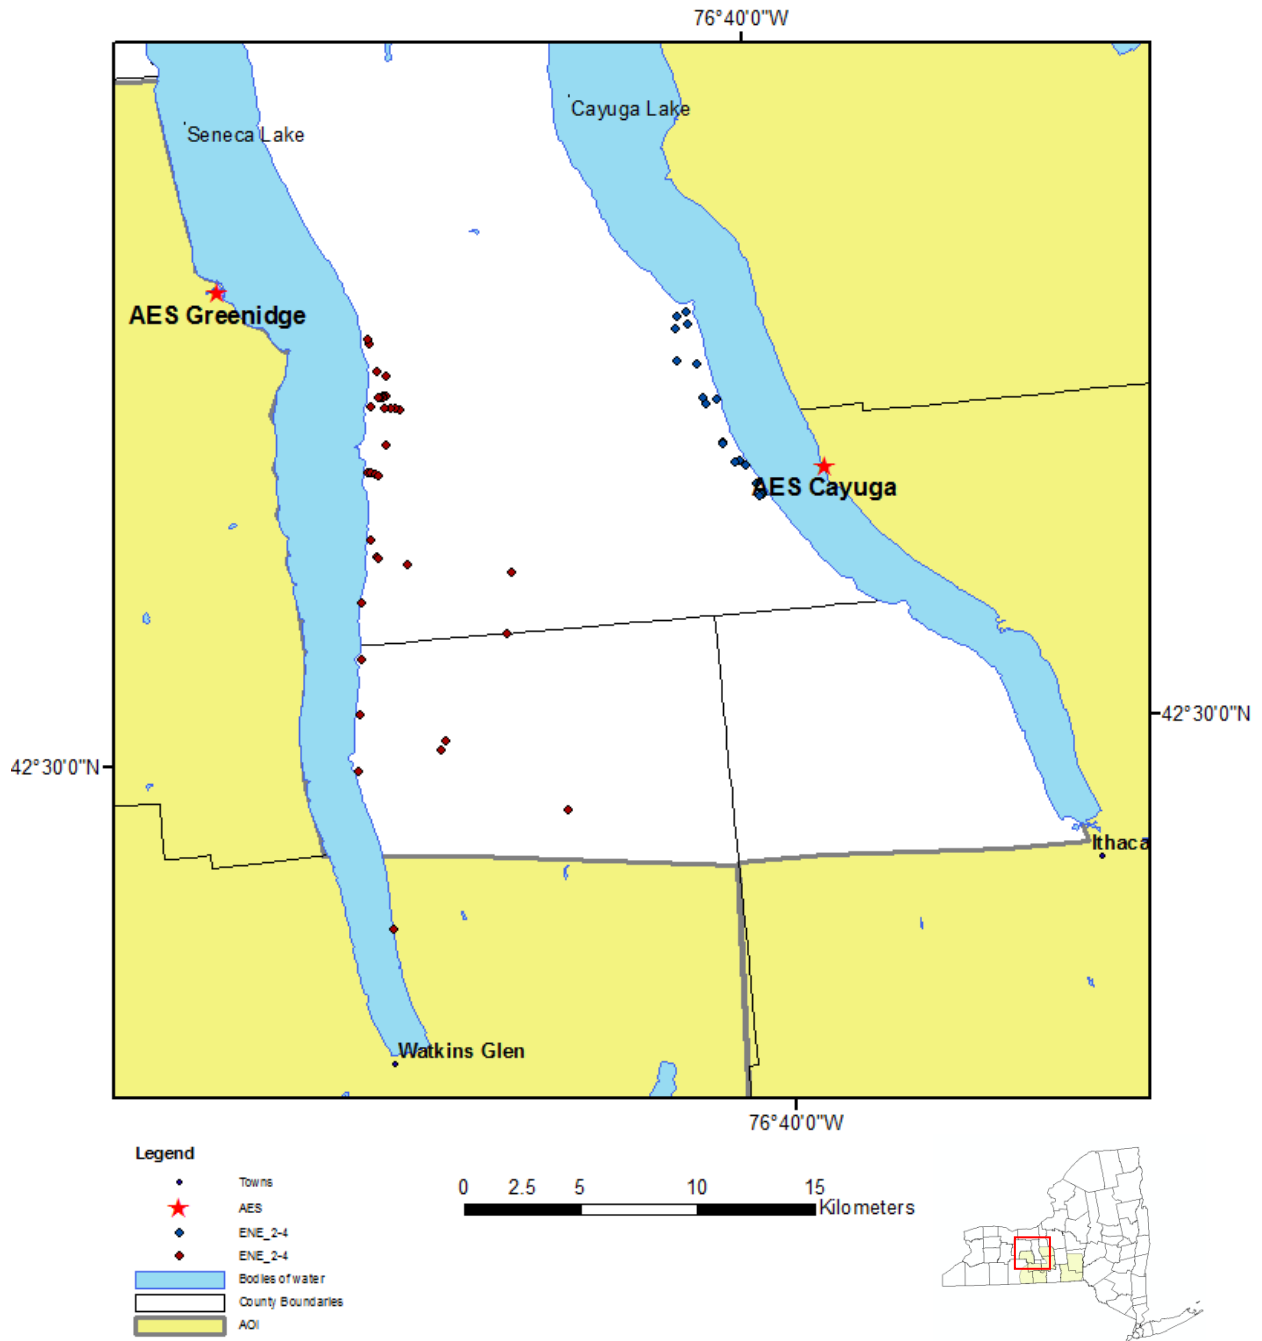 76°40'0"W
Cayuga Lake
Seneca Lake
AES Greenidge
AES Cayuga
42°30'0"N
42°30'0"N
Ithaca
Watkins Glen
76°40'0"W
Legend
Towns
AES
ENE_2-4
ENE_2-4
Bodies of water
County Boundaries
AOI
0 2.5 5 10 15
Kilometers